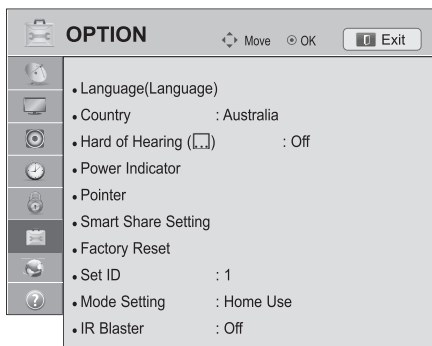 OPTION
Move OK Exit
• Language(Language)
• Country : Australia
• Hard of Hearing ( ) : Off
• Power Indicator
• Pointer
• Smart Share Setting
• Factory Reset
• Set ID : 1
• Mode Setting : Home Use
• IR Blaster : Off